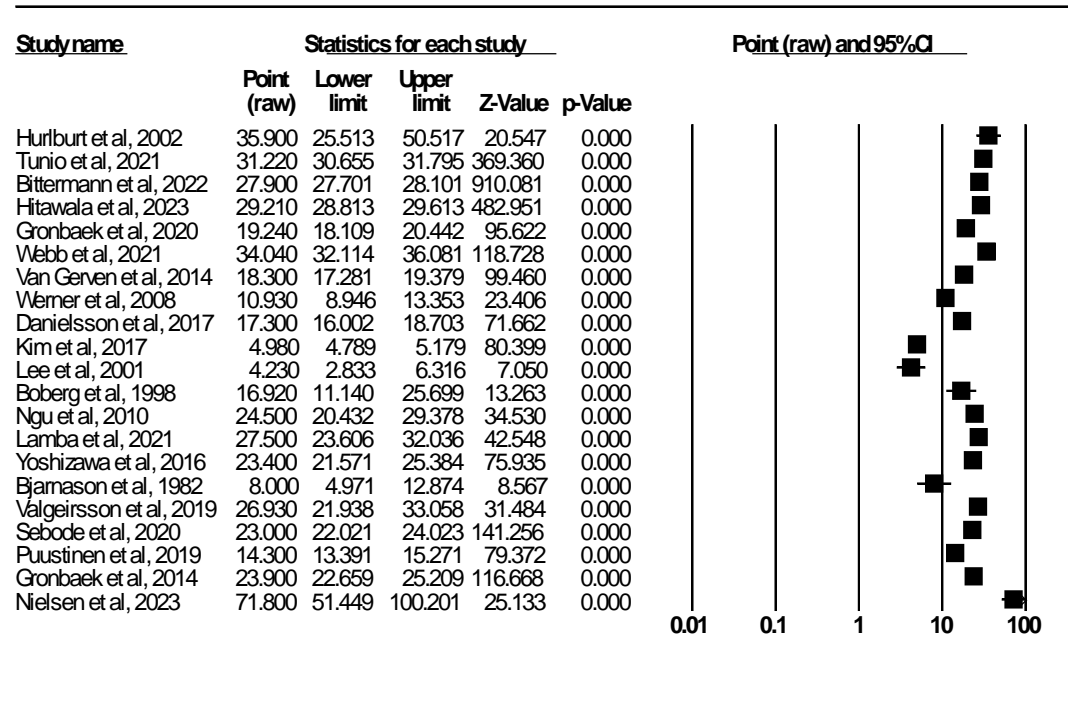 Study name Statistics for each study Point (raw) and 95% CI
Point Lower Upper
(raw) limit limit Z-Value p-Value
Hurlburt et al, 2002 35.900 25.513 50.517 20.547 0.000
Tunio et al, 2021 31.220 30.655 31.795 369.360 0.000
Bittermann et al, 2022 27.900 27.701 28.101 910.081 0.000
Hitawala et al, 2023 29.210 28.813 29.613 482.951 0.000
Gronbaek et al, 2020 19.240 18.109 20.442 95.622 0.000
Webb et al, 2021 34.040 32.114 36.081 118.728 0.000
Van Gerven et al, 2014 18.300 17.281 19.379 99.460 0.000
Werner et al, 2008 10.930 8.946 13.353 23.406 0.000
Danielsson et al, 2017 17.300 16.002 18.703 71.662 0.000
Kim et al, 2017 4.980 4.789 5.179 80.399 0.000
Lee et al, 2001 4.230 2.833 6.316 7.050 0.000
Boberg et al, 1998 16.920 11.140 25.699 13.263 0.000
Ngu et al, 2010 24.500 20.432 29.378 34.530 0.000
Lamba et al, 2021 27.500 23.606 32.036 42.548 0.000
Yoshizawa et al, 2016 23.400 21.571 25.384 75.935 0.000
Bjarnason et al, 1982 8.000 4.971 12.874 8.567 0.000
Valgeirsson et al, 2019 26.930 21.938 33.058 31.484 0.000
Sebode et al, 2020 23.000 22.021 24.023 141.256 0.000
Puustinen et al, 2019 14.300 13.391 15.271 79.372 0.000
Gronbaek et al, 2014 23.900 22.659 25.209 116.668 0.000
Nielsen et al, 2023 71.800 51.449 100.201 25.133 0.000
0.01 0.1 1 10 100